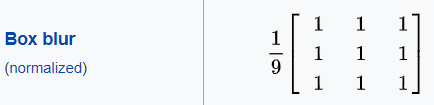 Box blur
(normalized)
1/9 [ 1 1 1
1 1 1
1 1 1 ]